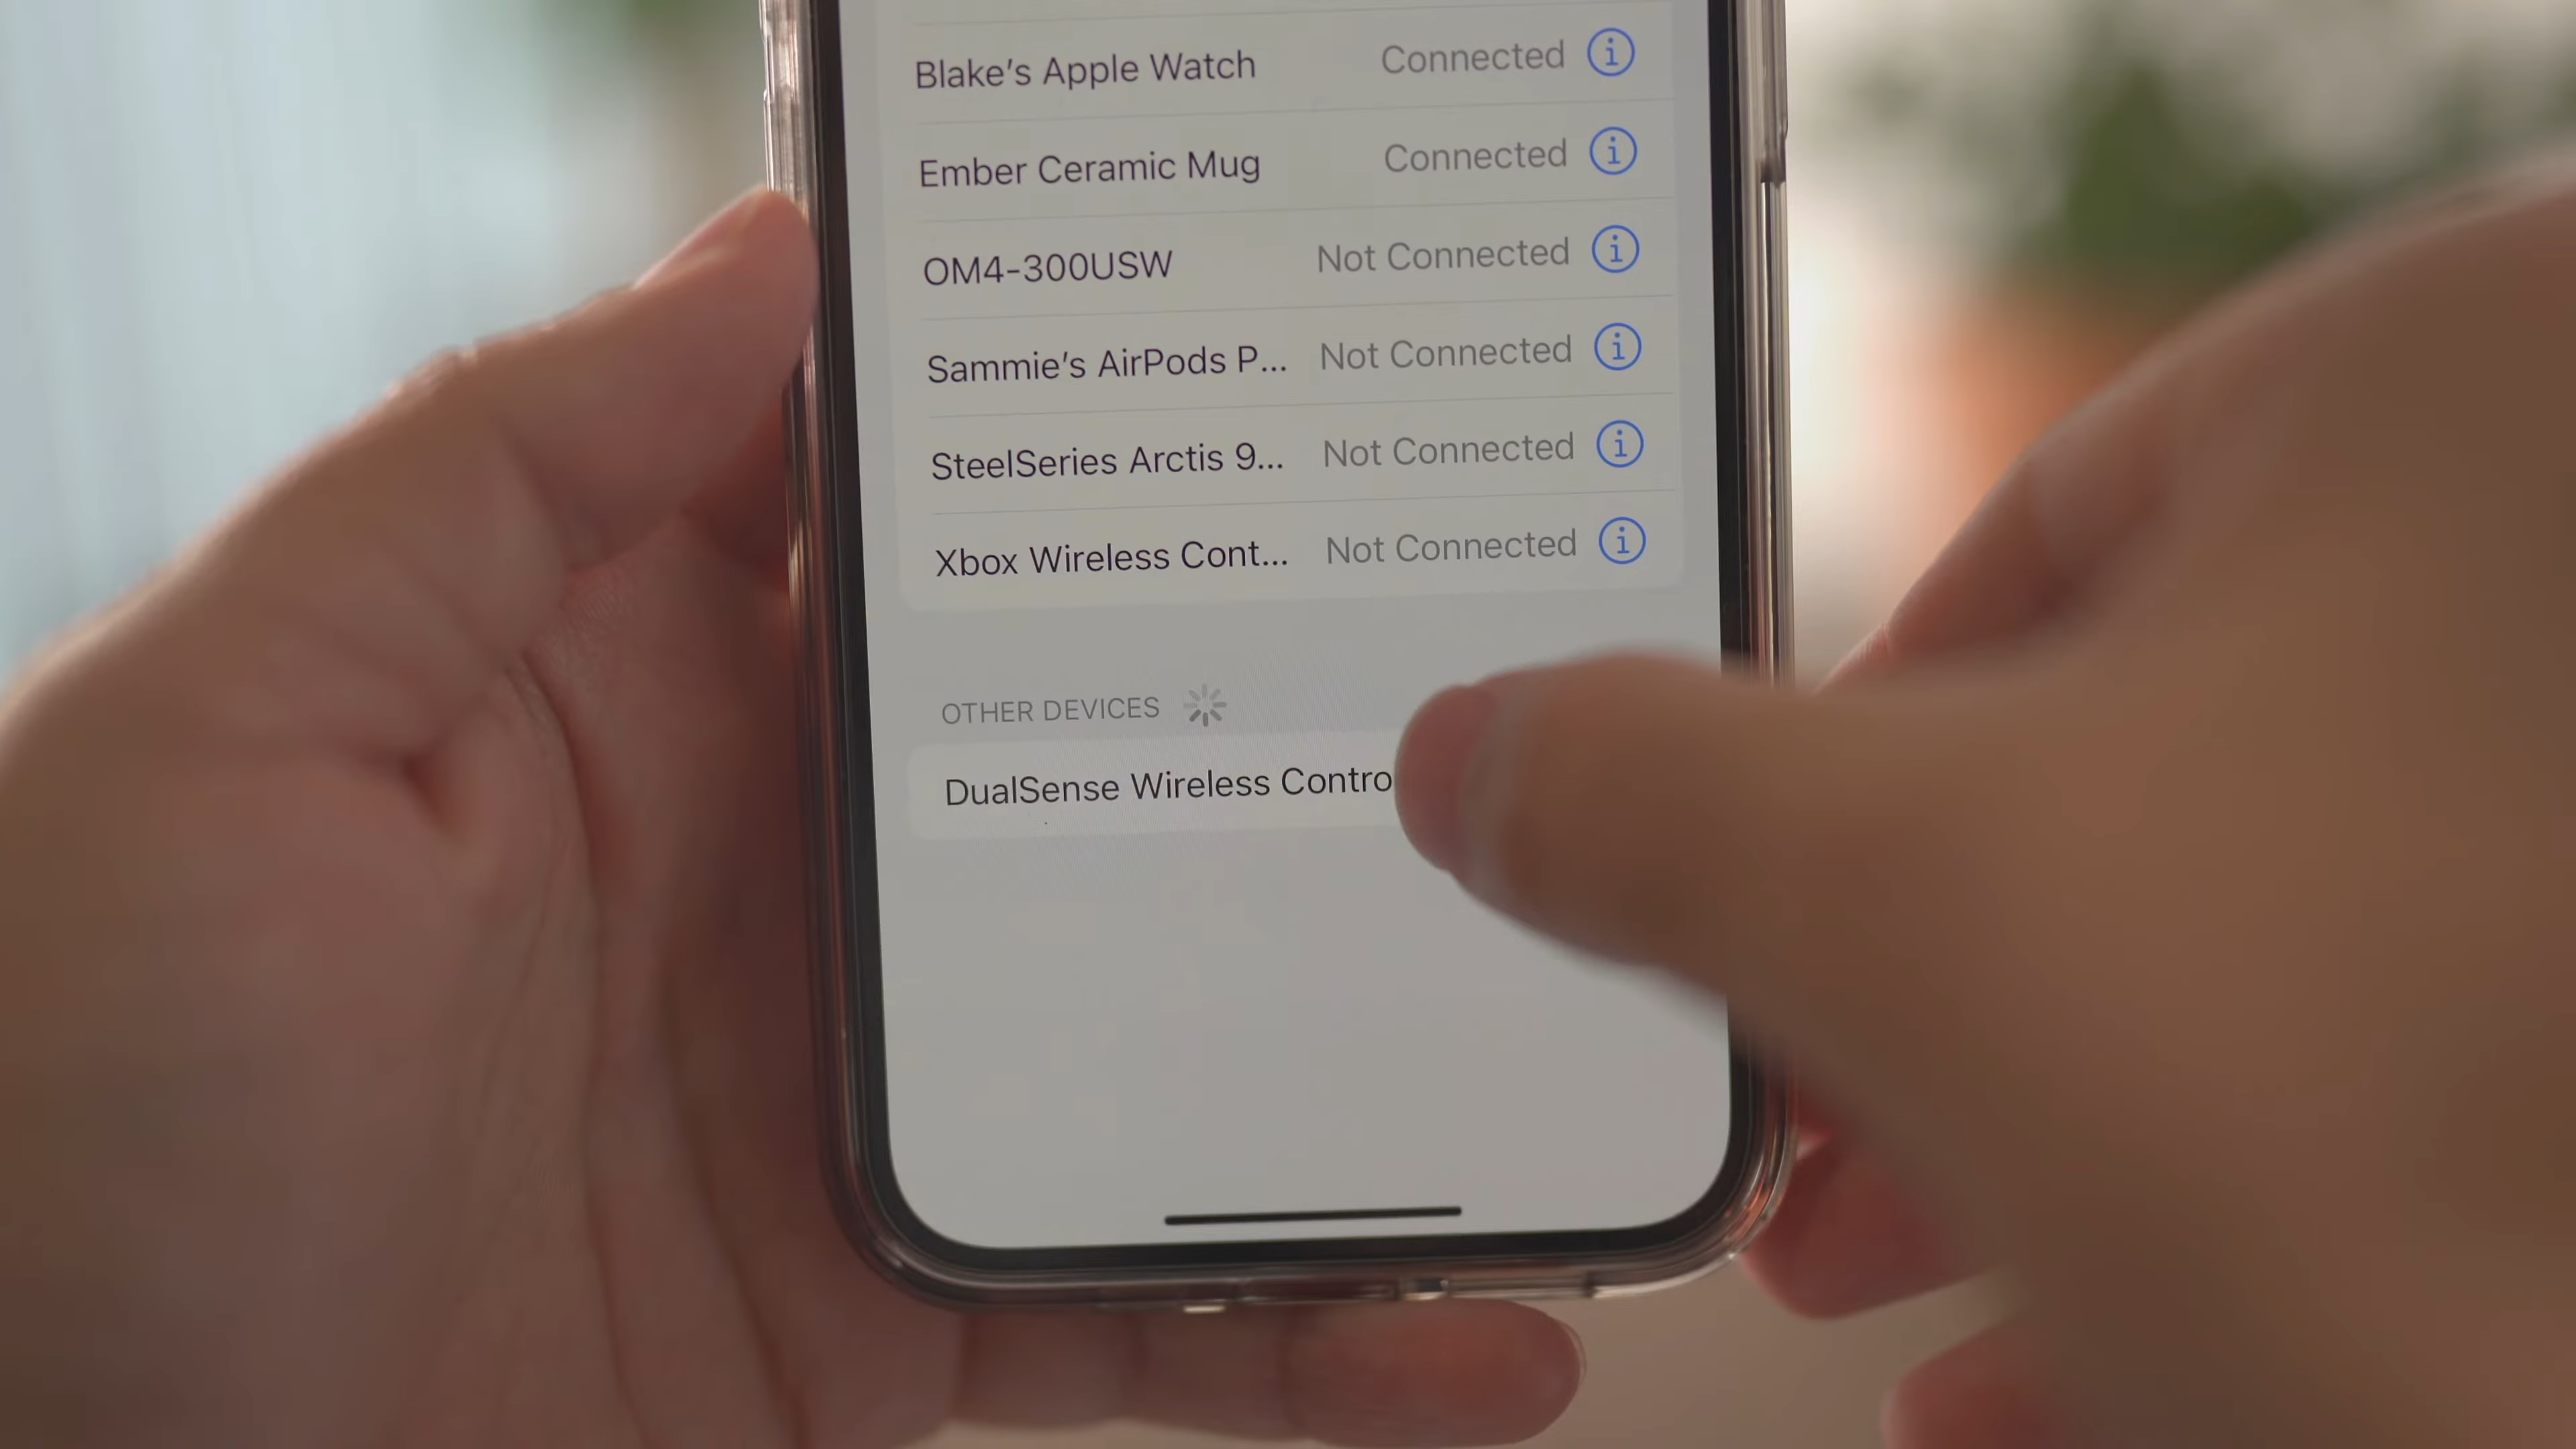 Blake's Apple Watch Connected
Ember Ceramic Mug Connected
OM4-300USW Not Connected
Sammie's AirPods P... Not Connected
SteelSeries Arctis 9... Not Connected
Xbox Wireless Cont... Not Connected
OTHER DEVICES
DualSense Wireless Contro